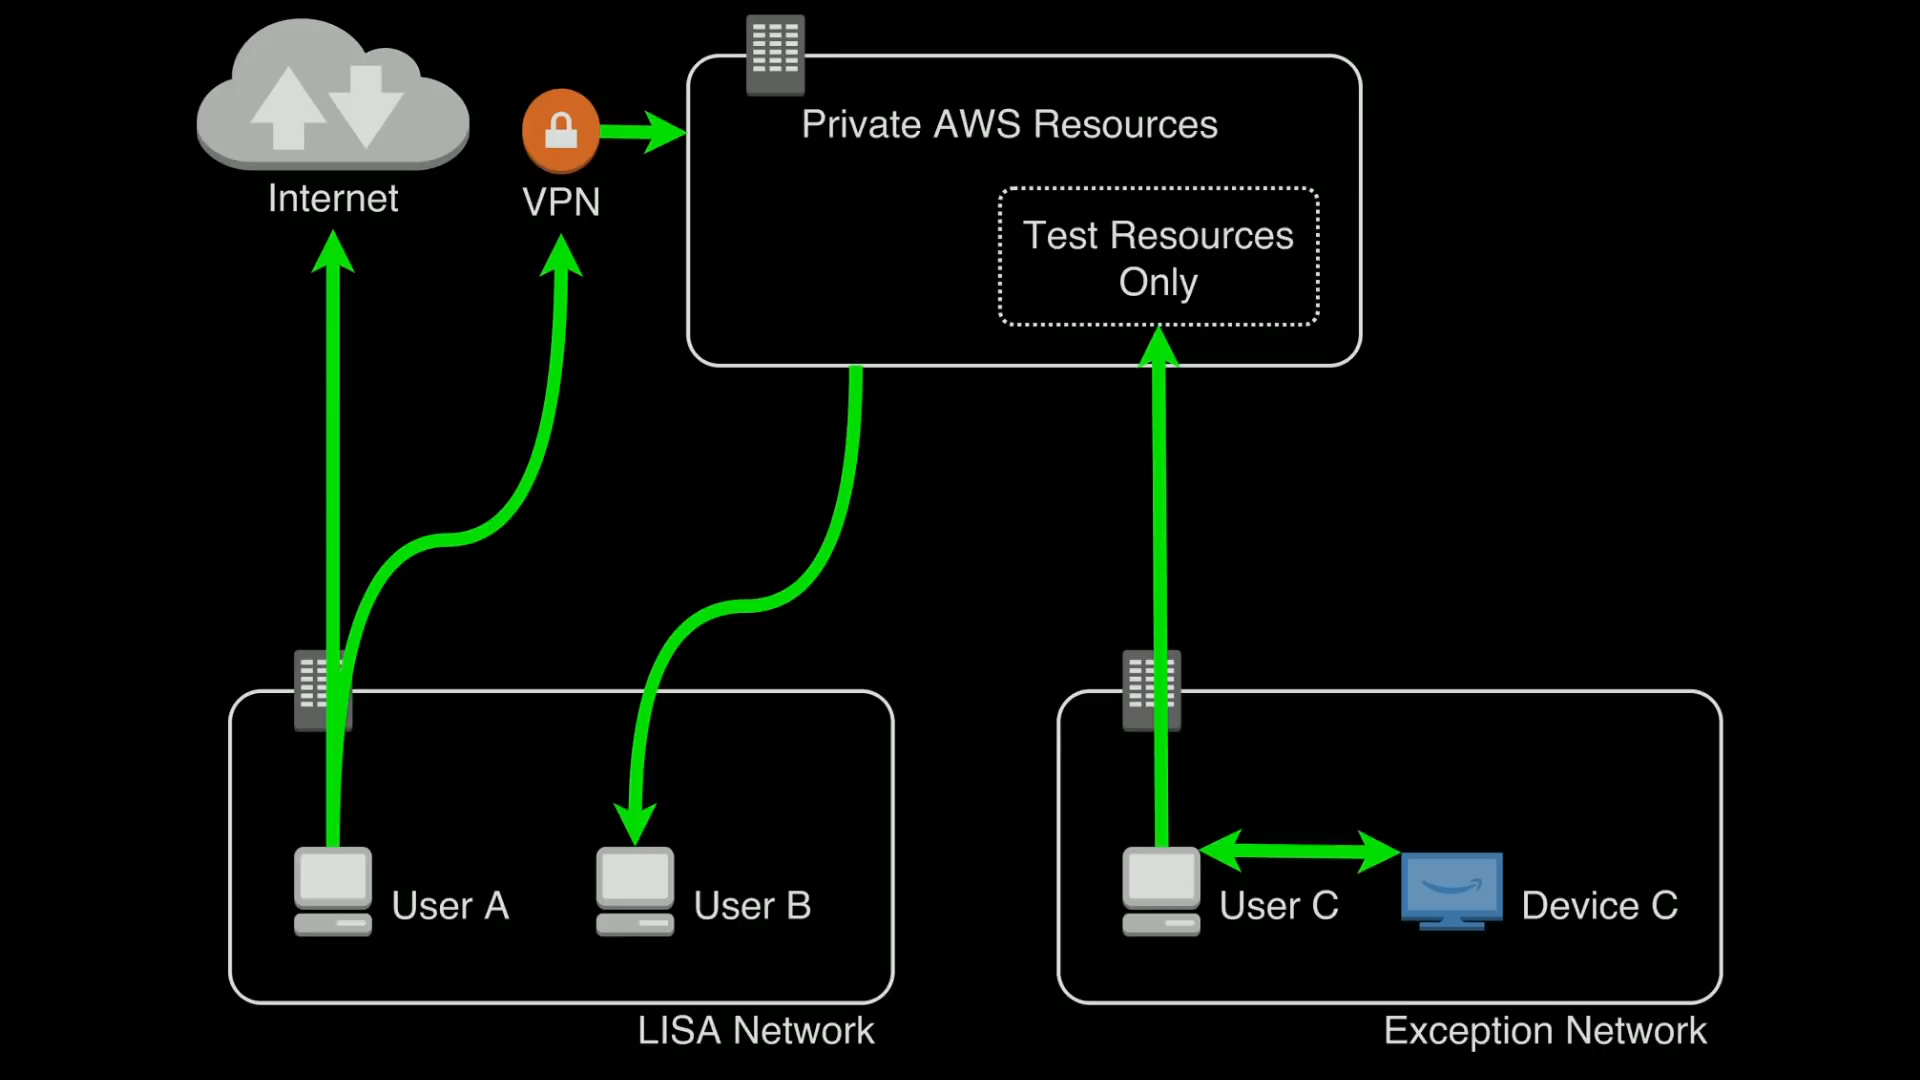 Internet
VPN
Private AWS Resources
Test Resources
Only
User A
User B
User C
Device C
LISA Network
Exception Network